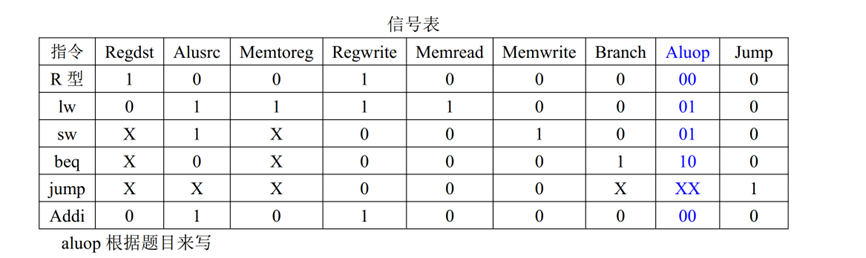 信号表
指令 Regdst Alusrc Memtoreg Regwrite Memread Memwrite Branch Aluop Jump
R 型 1 0 0 1 0 0 0 00 0
lw 0 1 1 1 1 0 0 01 0
sw X 1 X 0 0 1 0 01 0
beq X 0 X 0 0 0 1 10 0
jump X X X 0 0 0 X XX 1
Addi 0 1 0 1 0 0 0 00 0
aluop 根据题目来写